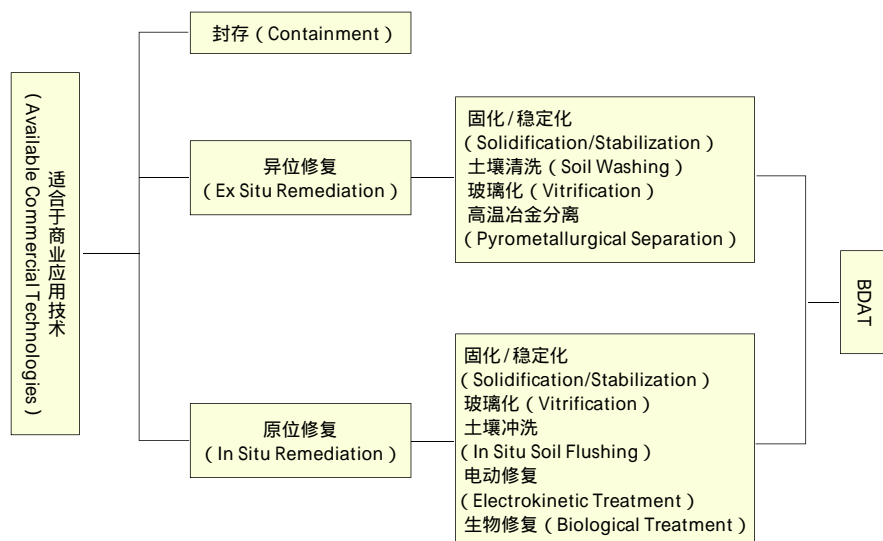 适合于商业应用技术
（Available Commercial Technologies）
封存（Containment）
异位修复
（Ex Situ Remediation）
固化/稳定化
（Solidification/Stabilization）
土壤清洗（Soil Washing）
玻璃化（Vitrification）
高温冶金分离
（Pyrometallurgical Separation）
原位修复
（In Situ Remediation）
固化/稳定化
（Solidification/Stabilization）
玻璃化（Vitrification）
土壤冲洗
（In Situ Soil Flushing）
电动修复
（Electrokinetic Treatment）
生物修复（Biological Treatment）
BDAT